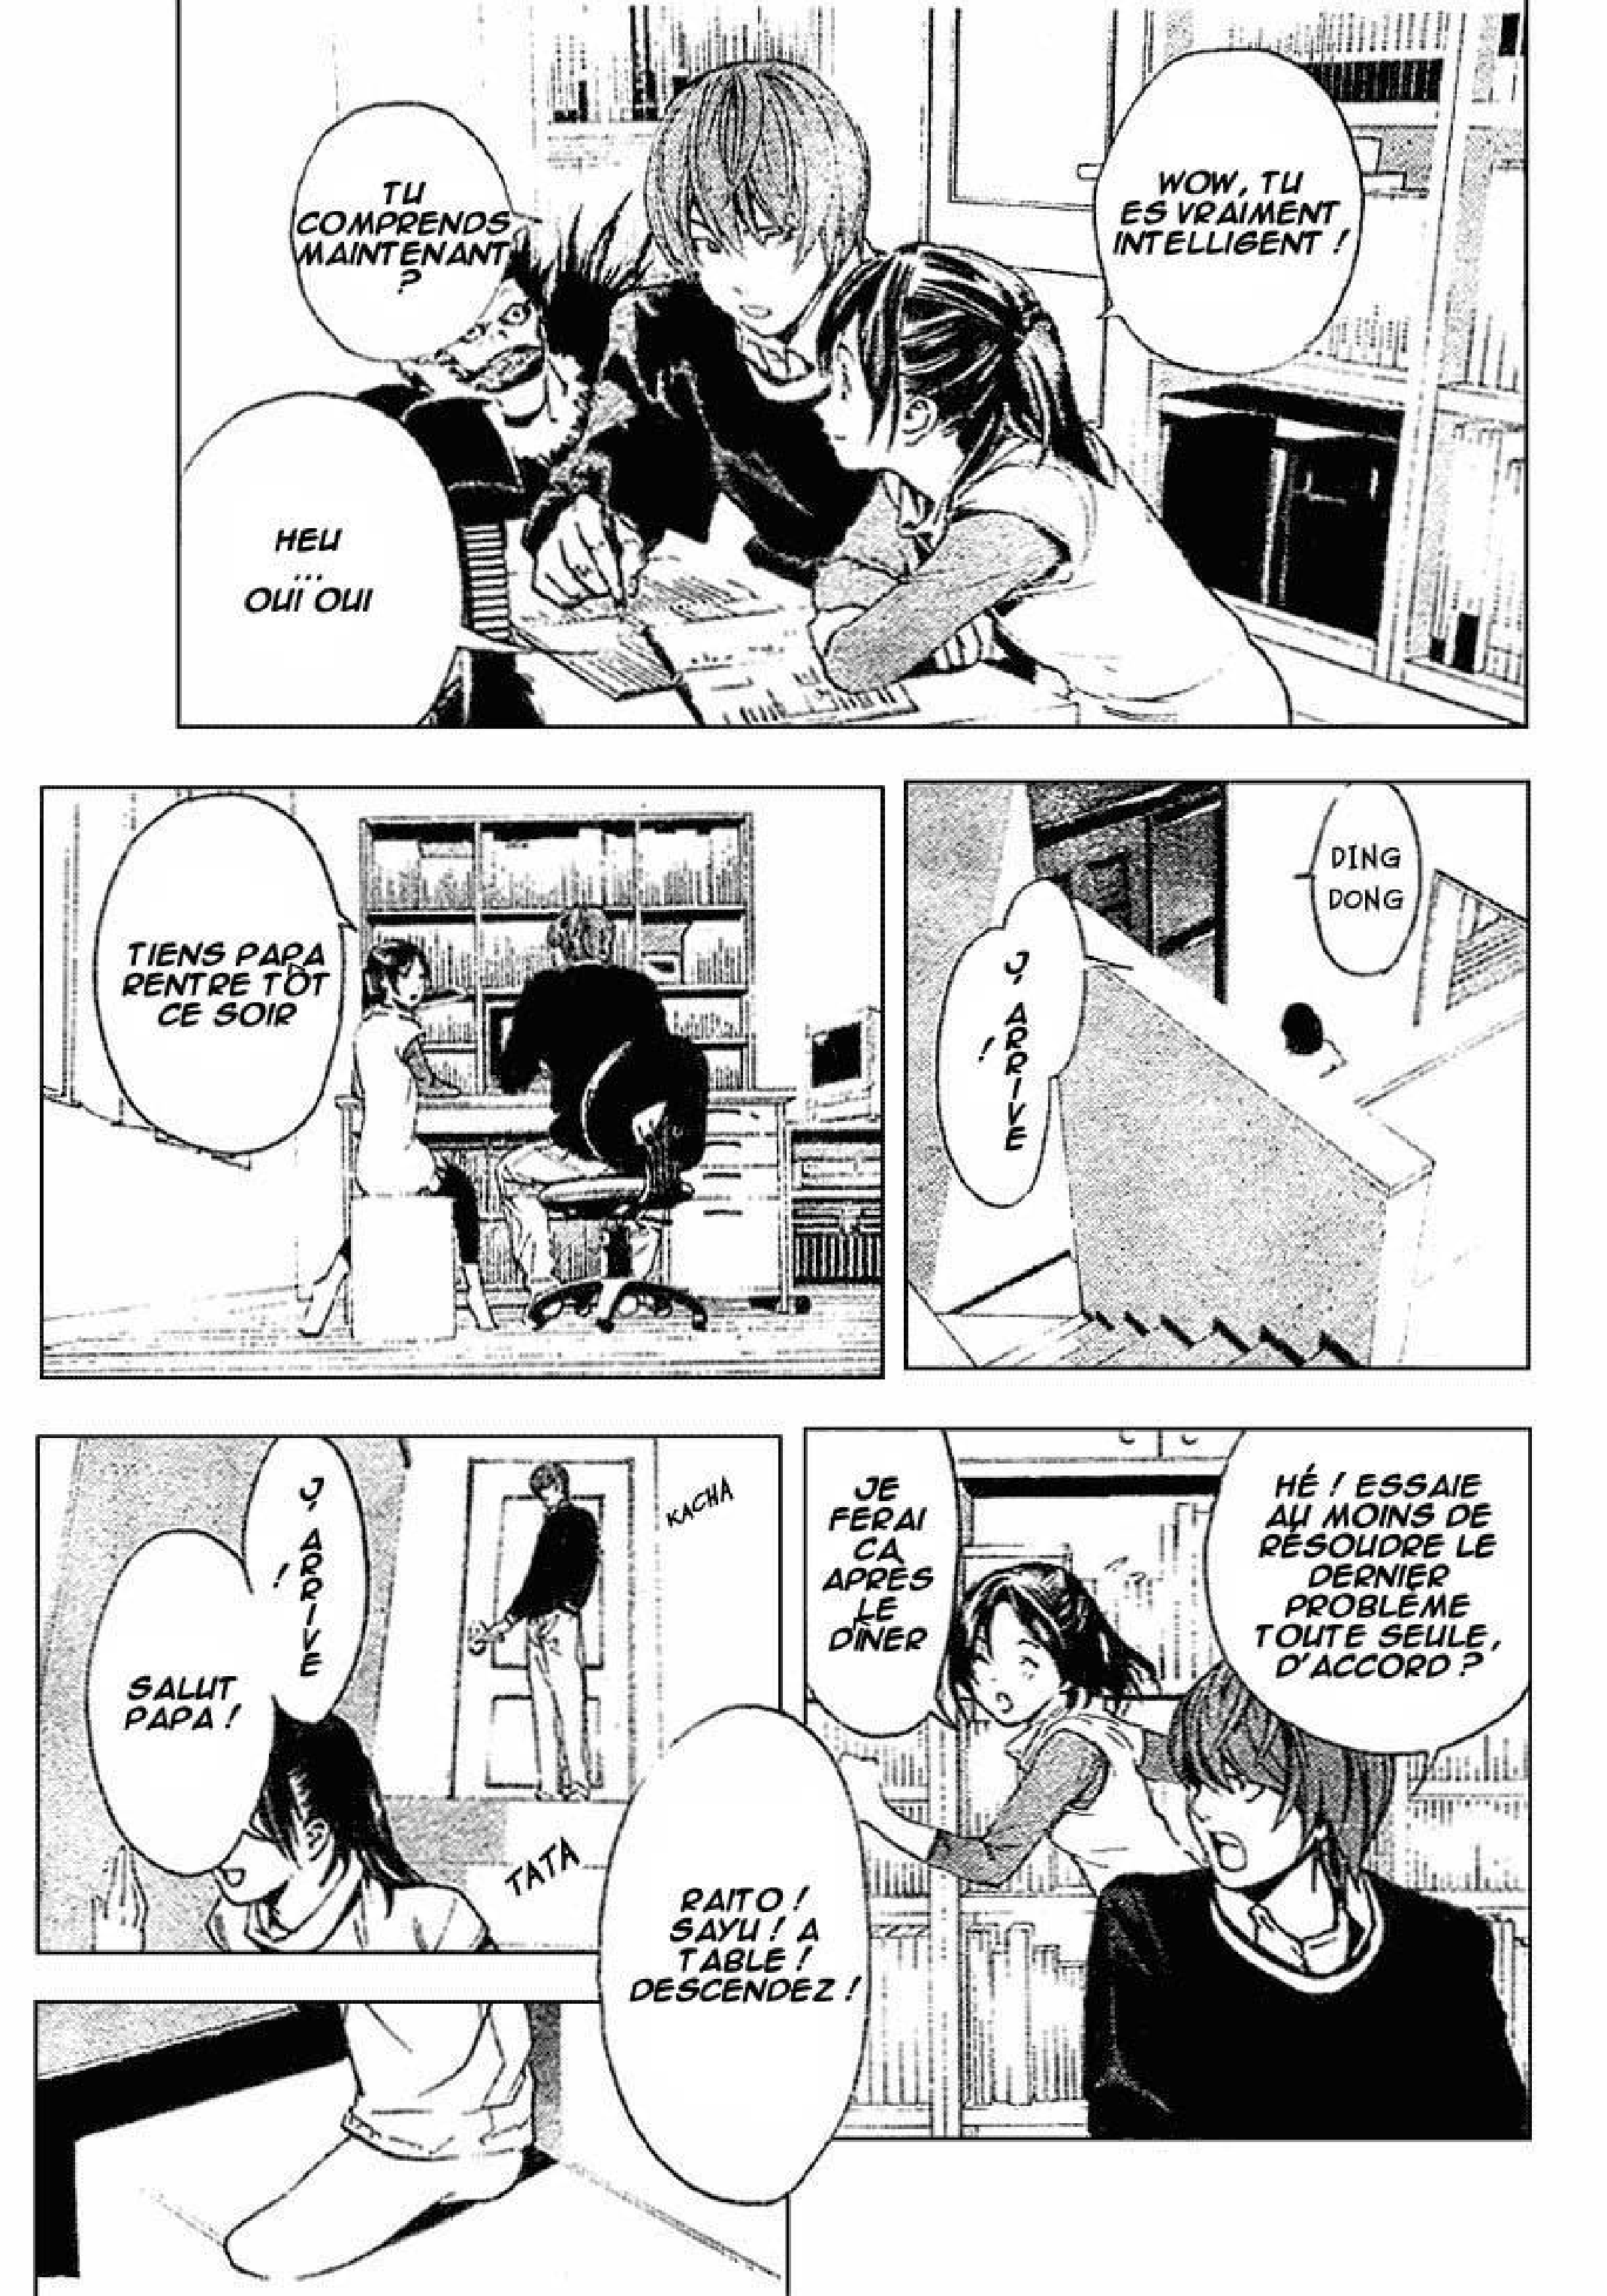 WOW, TU
ES VRAIMENT
INTELLIGENT !
TU
COMPRENDS
MAINTENANT
?
HEU
...
OUI OUI
DING
DONG
J'ARRIVE !
TIENS PAPA
RENTRE TÔT
CE SOIR
HÉ ! ESSAIE
AU MOINS DE
RÉSOUDRE LE
DERNIER
PROBLÈME
TOUTE SEULE,
D'ACCORD ?
JE
FERAI
CA
APRÈS
LE
DÎNER
KACHA
J'ARRIVE !
SALUT
PAPA !
TATA
RAITO !
SAYU ! A
TABLE !
DESCENDEZ !